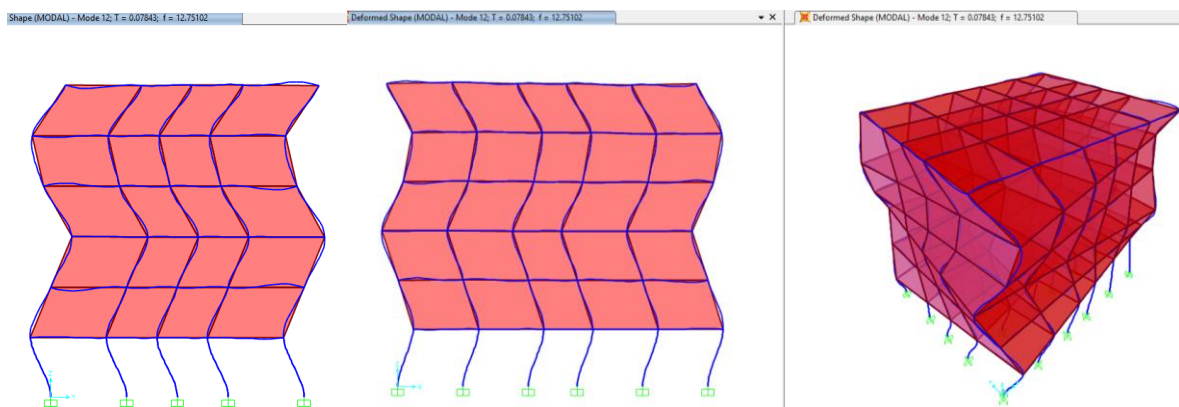 Shape (MODAL) - Mode 12; T = 0.07843; f = 12.75102
Deformed Shape (MODAL) - Mode 12; T = 0.07843; f = 12.75102
Deformed Shape (MODAL) - Mode 12; T = 0.07843; f = 12.75102